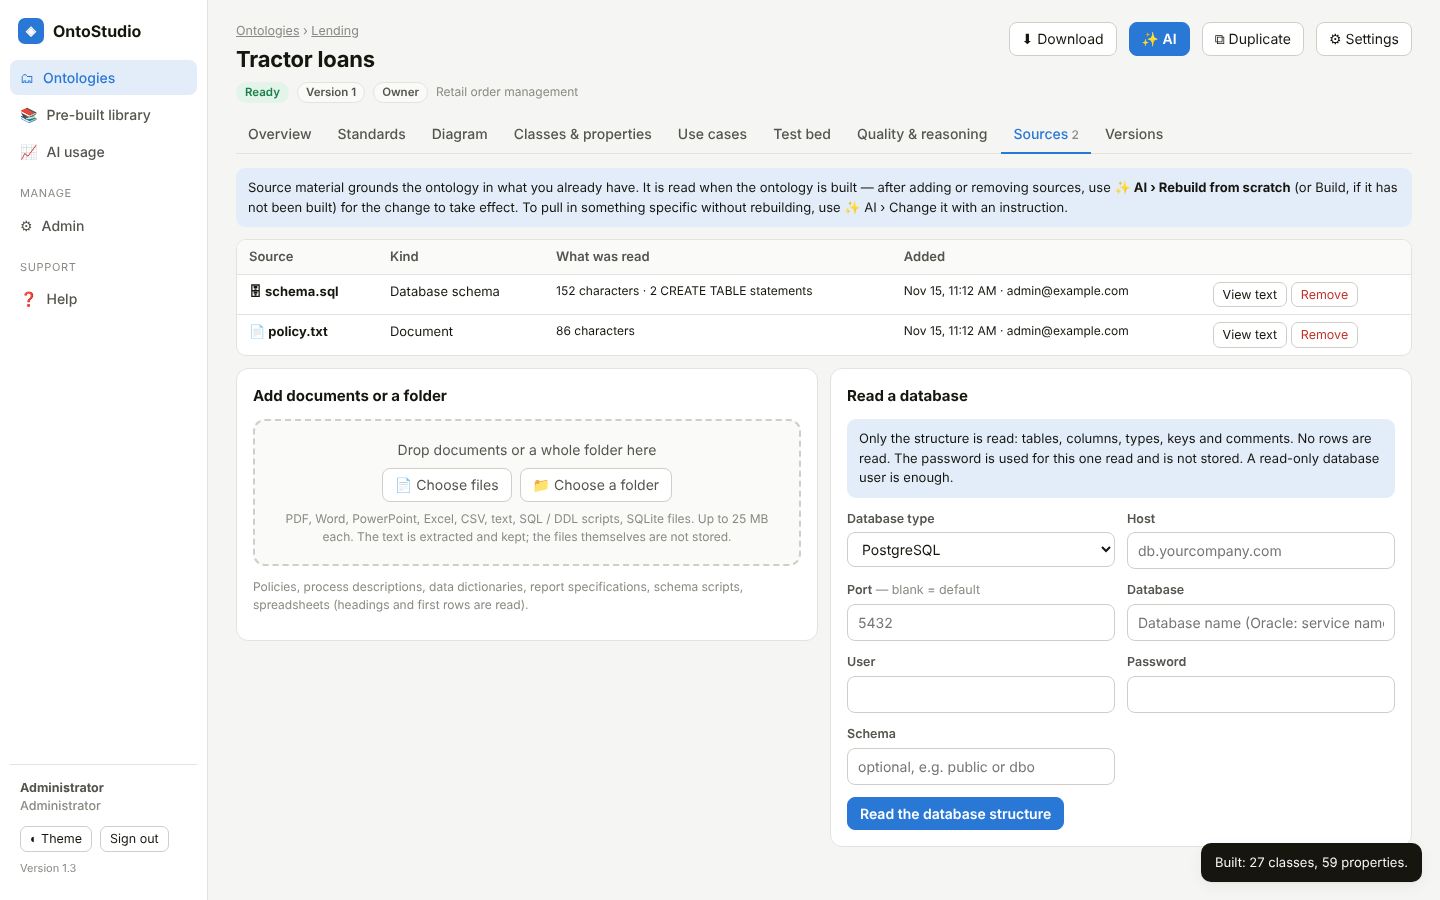 OntoStudio
Ontologies
Pre-built library
AI usage
MANAGE
Admin
SUPPORT
Help
Administrator
Administrator
Theme
Sign out
Version 1.3
Ontologies › Lending
Tractor loans
Ready
Version 1
Owner
Retail order management
⬇ Download
✨ AI
⧉ Duplicate
⚙ Settings
Overview
Standards
Diagram
Classes & properties
Use cases
Test bed
Quality & reasoning
Sources 2
Versions
Source material grounds the ontology in what you already have. It is read when the ontology is built — after adding or removing sources, use ✨ AI › Rebuild from scratch (or Build, if it has
not been built) for the change to take effect. To pull in something specific without rebuilding, use ✨ AI › Change it with an instruction.
Source Kind What was read Added
schema.sql Database schema 152 characters · 2 CREATE TABLE statements Nov 15, 11:12 AM · admin@example.com View text Remove
policy.txt Document 86 characters Nov 15, 11:12 AM · admin@example.com View text Remove
Add documents or a folder
Drop documents or a whole folder here
Choose files
Choose a folder
PDF, Word, PowerPoint, Excel, CSV, text, SQL / DDL scripts, SQLite files. Up to 25 MB
each. The text is extracted and kept; the files themselves are not stored.
Policies, process descriptions, data dictionaries, report specifications, schema scripts,
spreadsheets (headings and first rows are read).
Read a database
Only the structure is read: tables, columns, types, keys and comments. No rows are
read. The password is used for this one read and is not stored. A read-only database
user is enough.
Database type
PostgreSQL
Host
db.yourcompany.com
Port — blank = default
5432
Database
Database name (Oracle: service name
User
Password
Schema
optional, e.g. public or dbo
Read the database structure
Built: 27 classes, 59 properties.